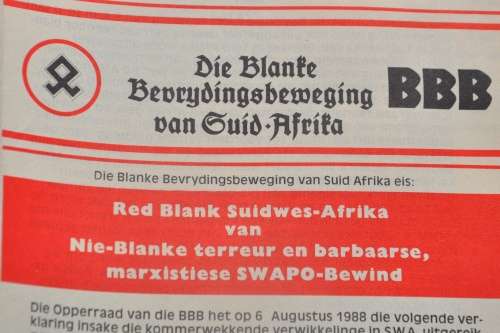 Die Blanke
Bevrydingsbeweging
van Suid-Afrika
BBB
Die Blanke Bevrydingsbeweging van Suid Afrika eis:
Red Blank Suidwes-Afrika
van
Nie-Blanke terreur en barbaarse,
marxistiese SWAPO-Bewind
Die Opperraad van die BBB het op 6 Augustus 1988 die volgende ver-
klaring insake die kommerwekkende verwikkelinge in S.W.A.